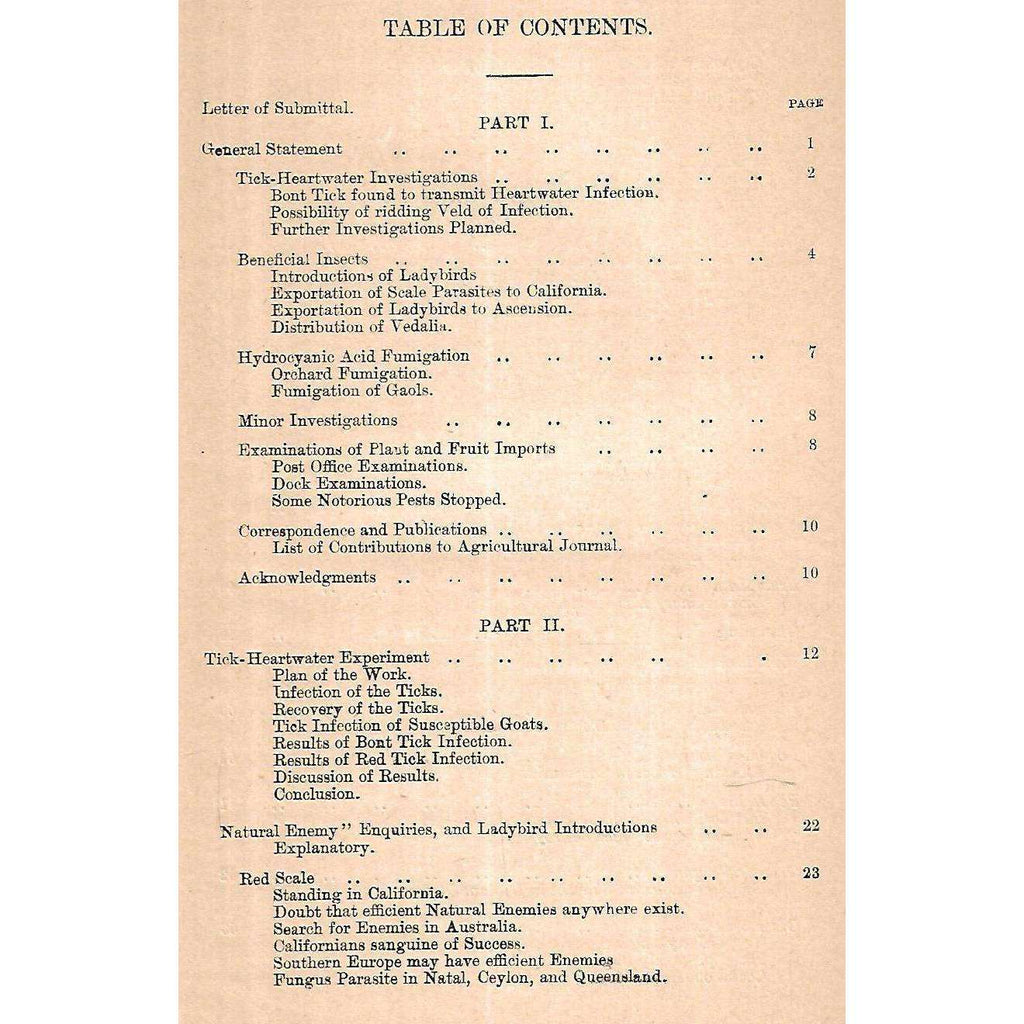 TABLE OF CONTENTS.
PAGE
Letter of Submittal.
PART I.
General Statement .. .. .. .. .. .. .. .. 1
Tick-Heartwater Investigations .. .. .. .. .. .. 2
Bont Tick found to transmit Heartwater Infection.
Possibility of ridding Veld of Infection.
Further Investigations Planned.
Beneficial Insects .. .. .. .. .. .. .. .. 4
Introductions of Ladybirds
Exportation of Scale Parasites to California.
Exportation of Ladybirds to Ascension.
Distribution of Vedalia.
Hydrocyanic Acid Fumigation .. .. .. .. .. .. 7
Orchard Fumigation.
Fumigation of Gaols.
Minor Investigations .. .. .. .. .. .. .. 8
Examinations of Plant and Fruit Imports .. .. .. .. 8
Post Office Examinations.
Dock Examinations.
Some Notorious Pests Stopped.
Correspondence and Publications .. .. .. .. .. .. 10
List of Contributions to Agricultural Journal.
Acknowledgments .. .. .. .. .. .. .. .. 10
PART II.
Tick-Heartwater Experiment .. .. .. .. .. . 12
Plan of the Work.
Infection of the Ticks.
Recovery of the Ticks.
Tick Infection of Susceptible Goats.
Results of Bont Tick Infection.
Results of Red Tick Infection.
Discussion of Results.
Conclusion.
Natural Enemy" Enquiries, and Ladybird Introductions .. .. 22
Explanatory.
Red Scale .. .. .. .. .. .. .. .. .. 23
Standing in California.
Doubt that efficient Natural Enemies anywhere exist.
Search for Enemies in Australia.
Californians sanguine of Success.
Southern Europe may have efficient Enemies
Fungus Parasite in Natal, Ceylon, and Queensland.